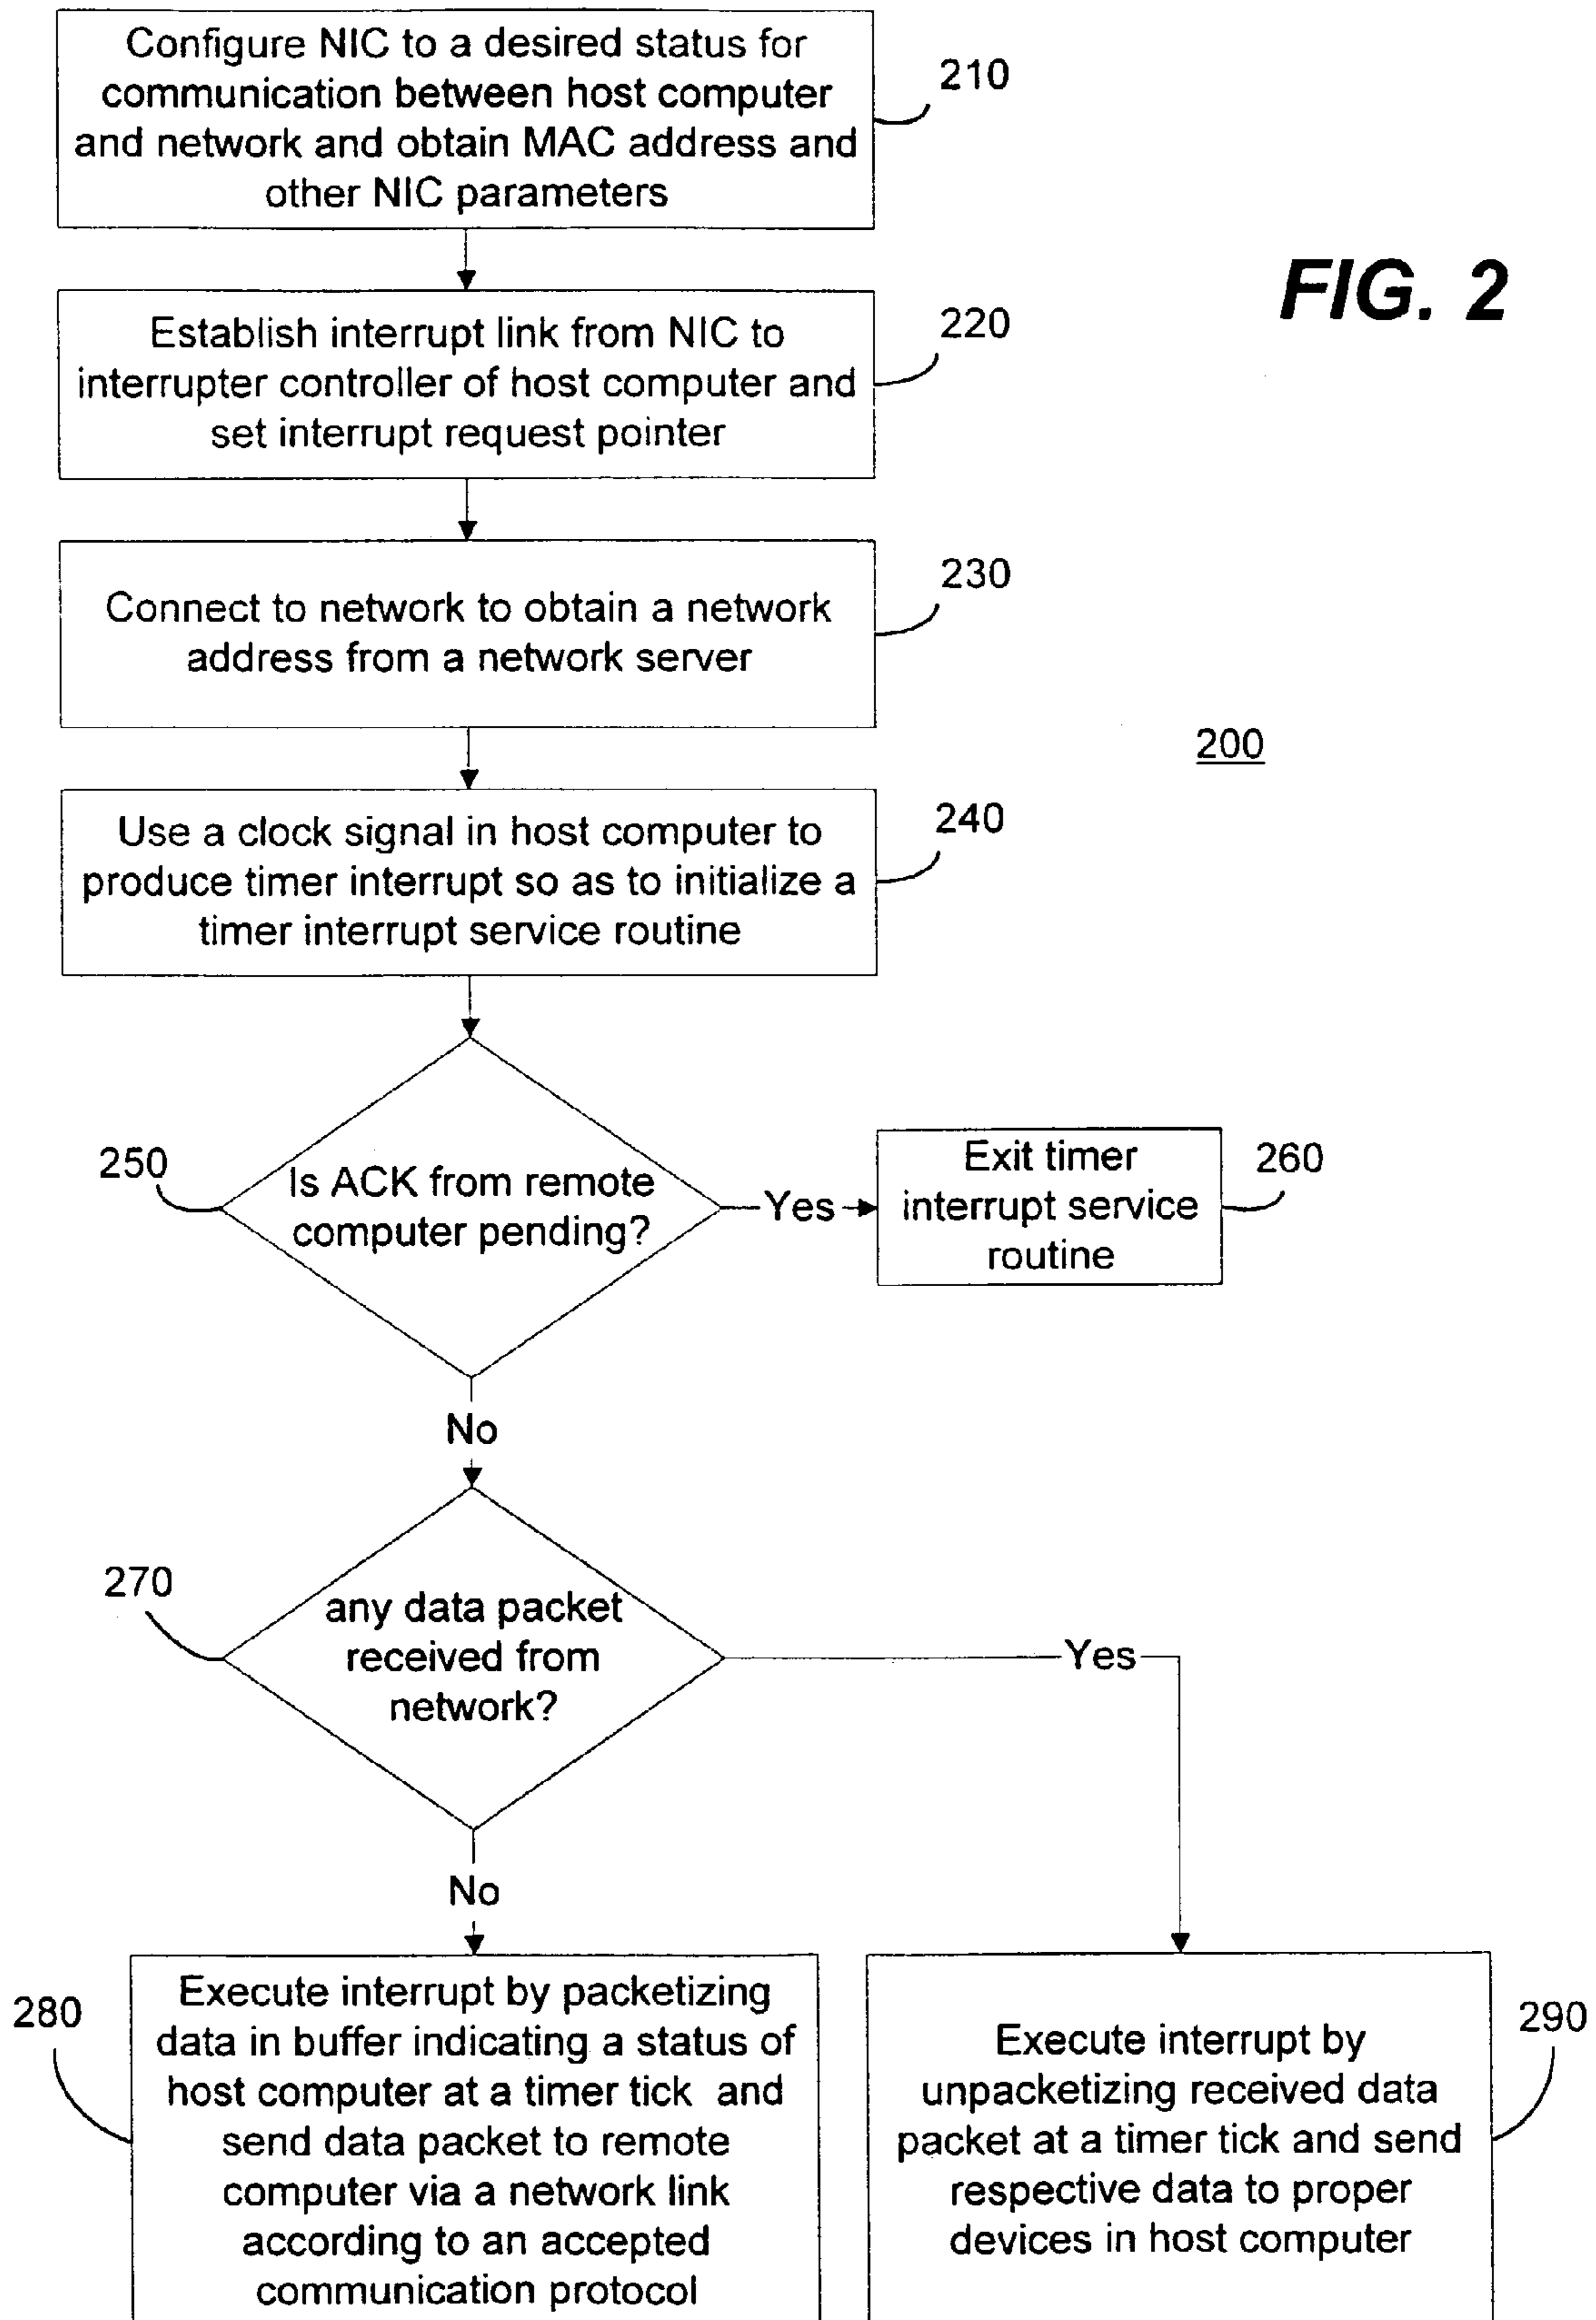 Configure NIC to a desired status for
communication between host computer
and network and obtain MAC address and
other NIC parameters
210
FIG. 2
Establish interrupt link from NIC to
interrupter controller of host computer and
set interrupt request pointer
220
Connect to network to obtain a network
address from a network server
230
200
Use a clock signal in host computer to
produce timer interrupt so as to initialize a
timer interrupt service routine
240
250
Is ACK from remote
computer pending?
Yes
Exit timer
interrupt service
routine
260
No
270
any data packet
received from
network?
Yes
No
280
Execute interrupt by packetizing
data in buffer indicating a status of
host computer at a timer tick and
send data packet to remote
computer via a network link
according to an accepted
communication protocol
Execute interrupt by
unpacketizing received data
packet at a timer tick and send
respective data to proper
devices in host computer
290